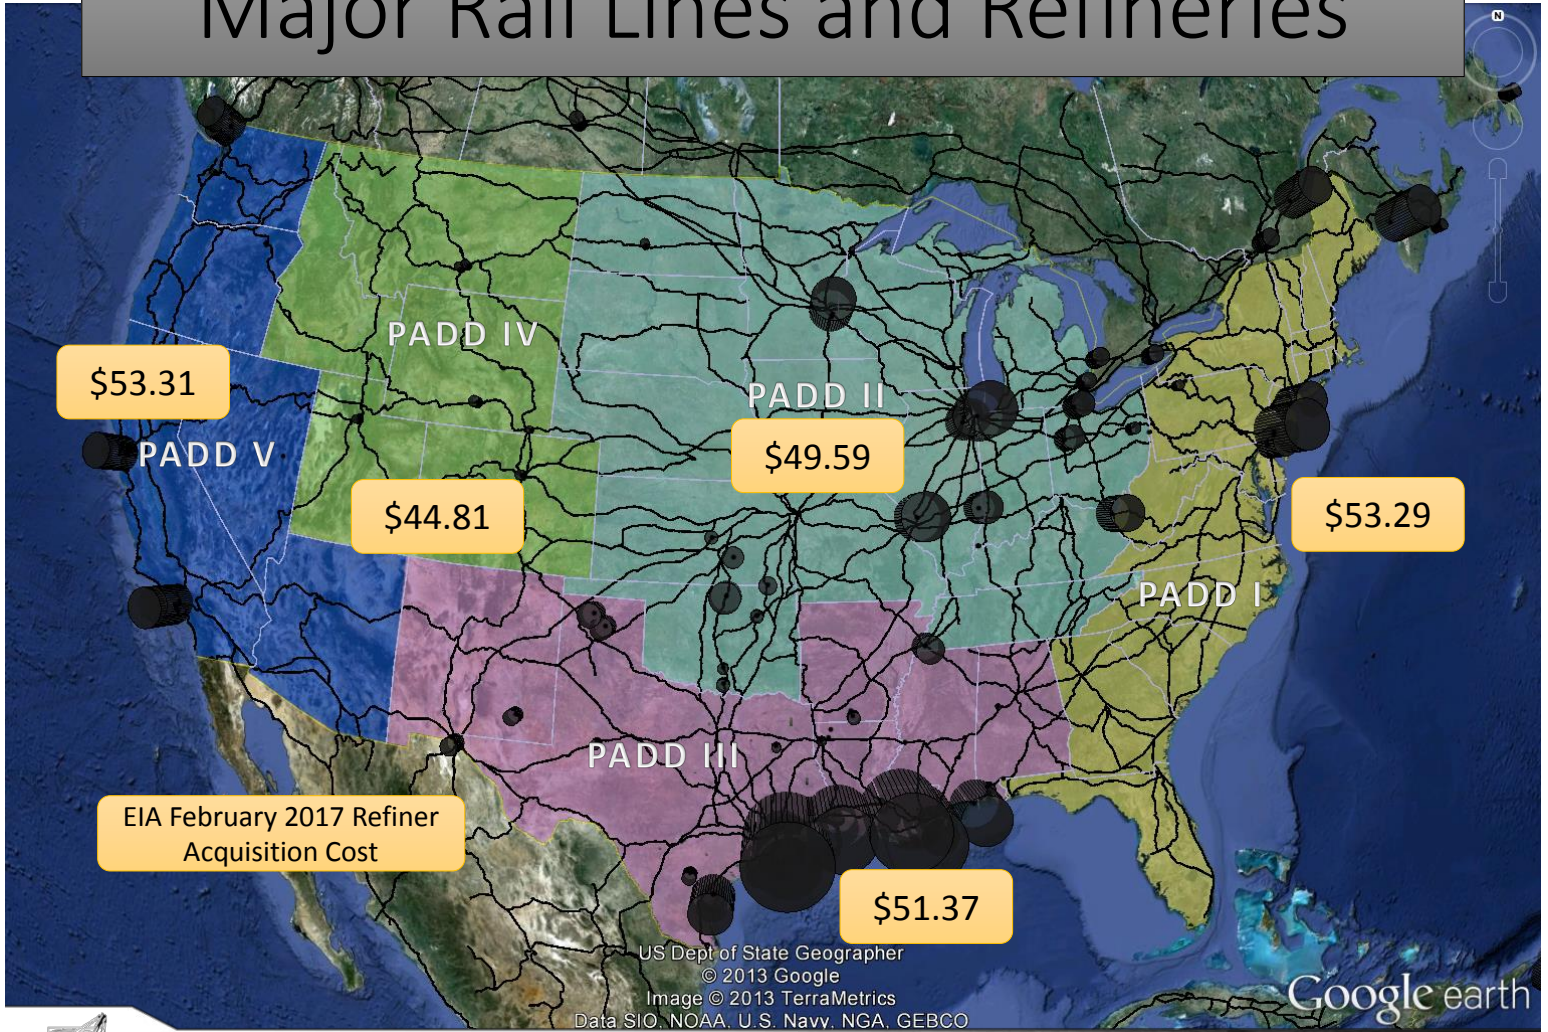 Major Rail Lines and Refineries
N
PADD IV
$53.31
PADD II
PADD V
$49.59
$44.81
$53.29
PADD I
PADD III
EIA February 2017 Refiner
Acquisition Cost
$51.37
US Dept of State Geographer
© 2013 Google
Image © 2013 TerraMetrics
Data SIO, NOAA, U.S. Navy, NGA, GEBCO
Google earth